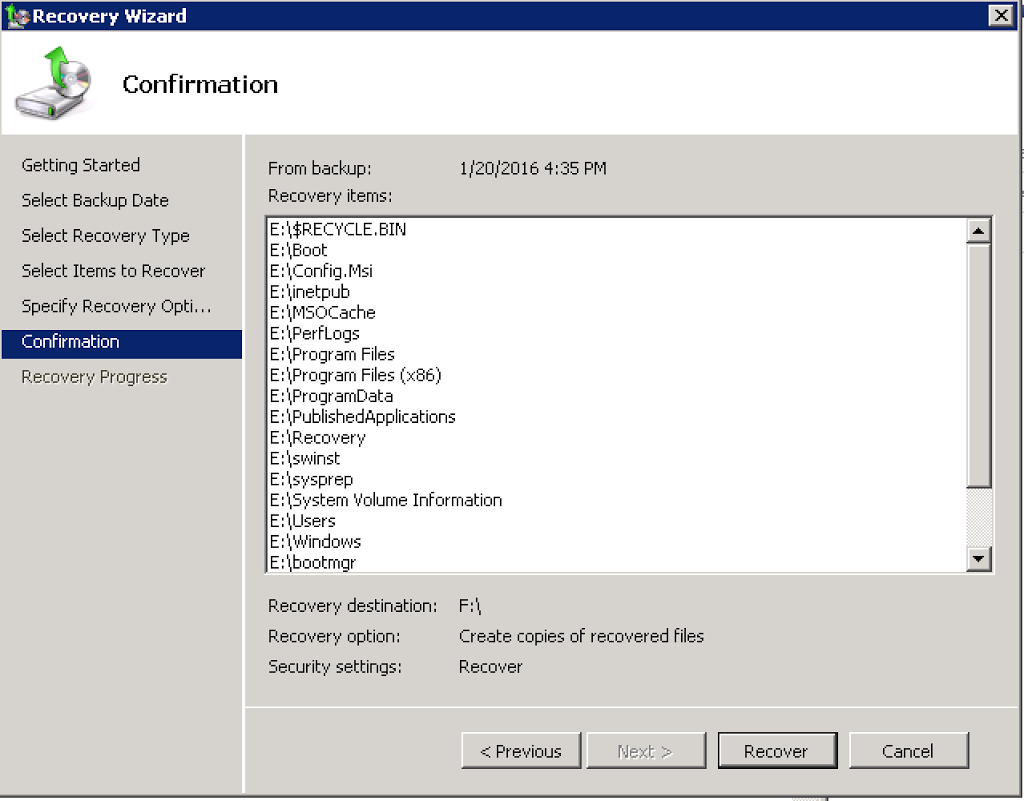 Recovery Wizard
Confirmation
Getting Started
Select Backup Date
Select Recovery Type
Select Items to Recover
Specify Recovery Opti...
Confirmation
Recovery Progress
From backup: 1/20/2016 4:35 PM
Recovery items:
E:\$RECYCLE.BIN
E:\Boot
E:\Config.Msi
E:\inetpub
E:\MSOCache
E:\PerfLogs
E:\Program Files
E:\Program Files (x86)
E:\ProgramData
E:\PublishedApplications
E:\Recovery
E:\swinst
E:\sysprep
E:\System Volume Information
E:\Users
E:\Windows
E:\bootmgr
Recovery destination: F:\
Recovery option: Create copies of recovered files
Security settings: Recover
< Previous Next > Recover Cancel